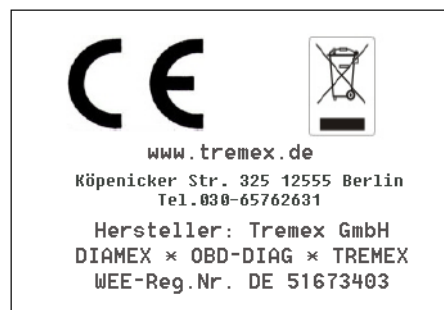 CE
www.tremex.de
Köpenicker Str. 325 12555 Berlin
Tel.030-65762631
Hersteller: Tremex GmbH
DIAMEX * OBD-DIAG * TREMEX
WEE-Reg.Nr. DE 51673403